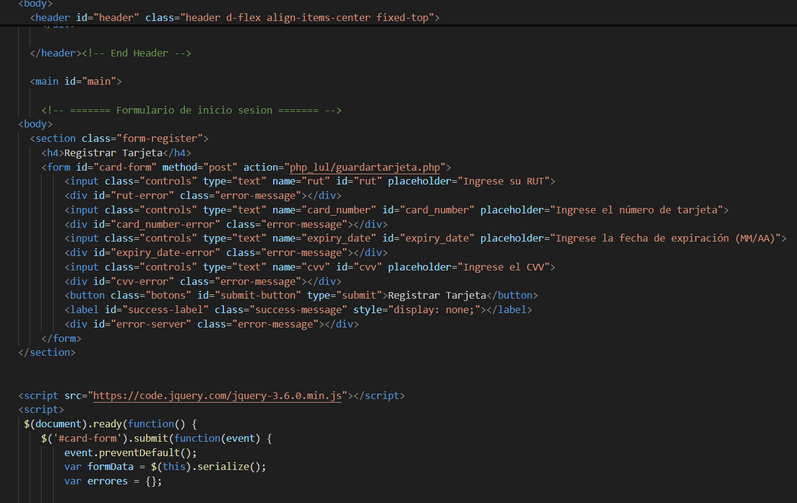 <body>
<header id="header" class="header d-flex align-items-center fixed-top">
</div>
</header><!-- End Header -->
<main id="main">
<!-- ======= Formulario de inicio sesion ======= -->
<body>
<section class="form-register">
<h4>Registrar Tarjeta</h4>
<form id="card-form" method="post" action="php_lul/guardartarjeta.php">
<input class="controls" type="text" name="rut" id="rut" placeholder="Ingrese su RUT">
<div id="rut-error" class="error-message"></div>
<input class="controls" type="text" name="card_number" id="card_number" placeholder="Ingrese el número de tarjeta">
<div id="card_number-error" class="error-message"></div>
<input class="controls" type="text" name="expiry_date" id="expiry_date" placeholder="Ingrese la fecha de expiración (MM/AA)">
<div id="expiry_date-error" class="error-message"></div>
<input class="controls" type="text" name="cvv" id="cvv" placeholder="Ingrese el CVV">
<div id="cvv-error" class="error-message"></div>
<button class="botons" id="submit-button" type="submit">Registrar Tarjeta</button>
<label id="success-label" class="success-message" style="display: none;"></label>
<div id="error-server" class="error-message"></div>
</form>
</section>
<script src="https://code.jquery.com/jquery-3.6.0.min.js"></script>
<script>
$(document).ready(function() {
$('#card-form').submit(function(event) {
event.preventDefault();
var formData = $(this).serialize();
var errores = {};